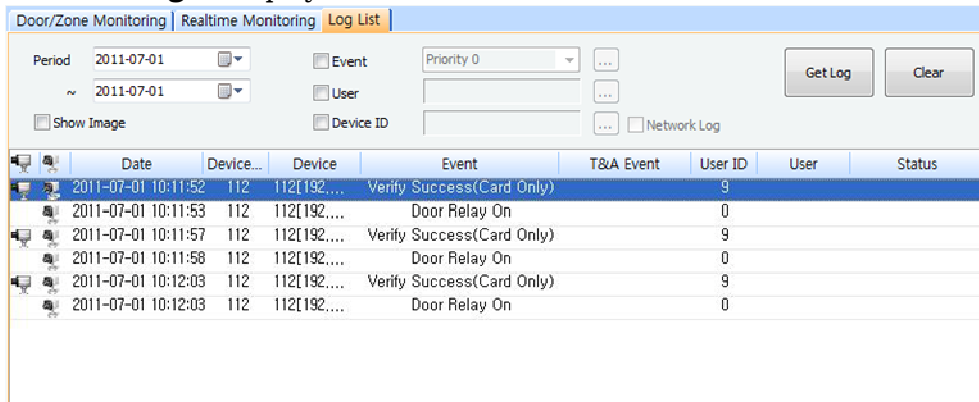 Door/Zone Monitoring Realtime Monitoring Log List
Period 2011-07-01 Event Priority 0 ... Get Log Clear
~ 2011-07-01 User ...
Show Image Device ID ... Network Log
Date Device... Device Event T&A Event User ID User Status
2011-07-01 10:11:52 112 112[192.... Verify Success(Card Only) 9
2011-07-01 10:11:53 112 112[192.... Door Relay On 0
2011-07-01 10:11:57 112 112[192.... Verify Success(Card Only) 9
2011-07-01 10:11:58 112 112[192.... Door Relay On 0
2011-07-01 10:12:03 112 112[192.... Verify Success(Card Only) 9
2011-07-01 10:12:03 112 112[192.... Door Relay On 0